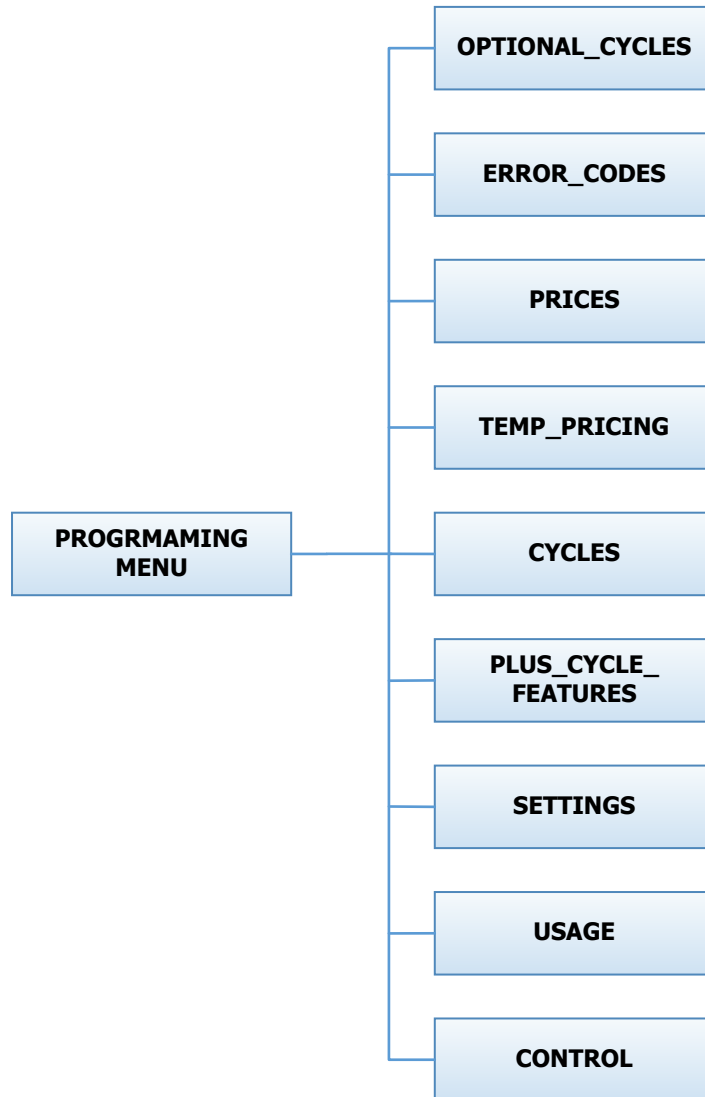 OPTIONAL_CYCLES
ERROR_CODES
PRICES
TEMP_PRICING
PROGRMAMING
MENU
CYCLES
PLUS_CYCLE_
FEATURES
SETTINGS
USAGE
CONTROL